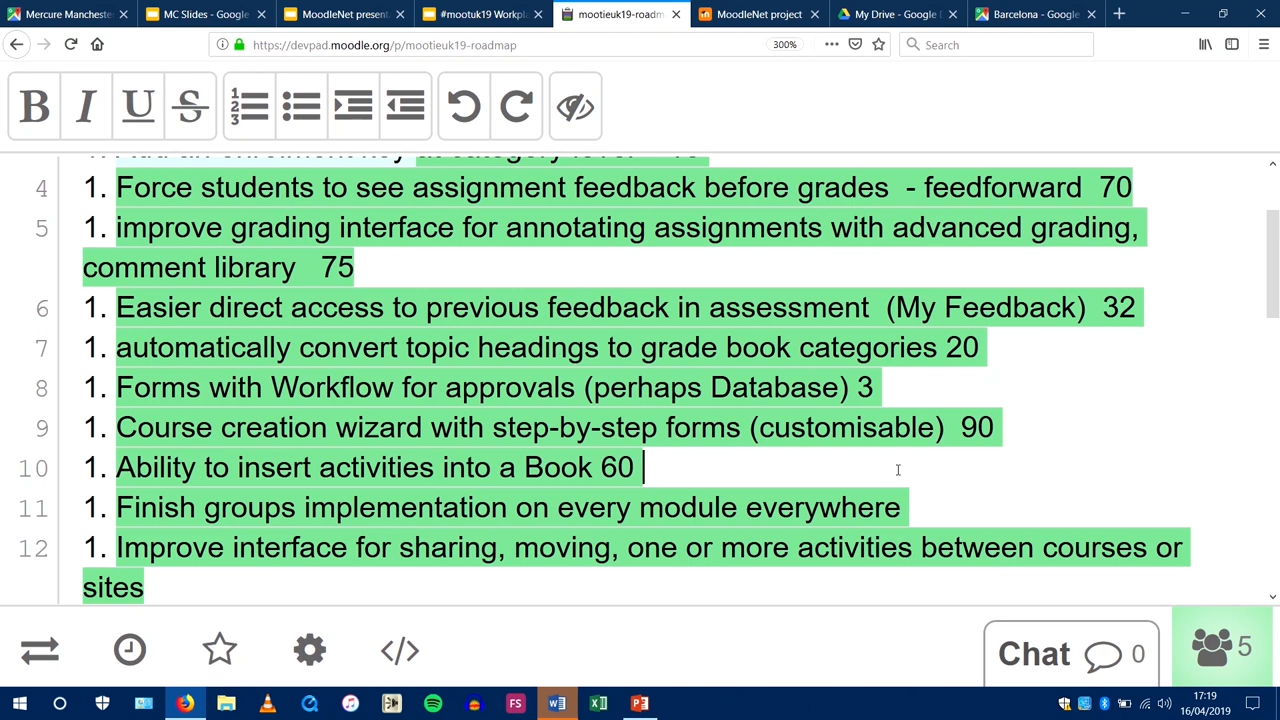 Mercure Manchester
MC Slides - Google
MoodleNet present
#mootuk19 Workpl
mootieuk19-roadm
MoodleNet project
My Drive - Google D
Barcelona - Google
https://devpad.moodle.org/p/mootieuk19-roadmap
300%
Search
B I U S
at category level
4 1. Force students to see assignment feedback before grades - feedforward 70
5 1. improve grading interface for annotating assignments with advanced grading,
comment library 75
6 1. Easier direct access to previous feedback in assessment (My Feedback) 32
7 1. automatically convert topic headings to grade book categories 20
8 1. Forms with Workflow for approvals (perhaps Database) 3
9 1. Course creation wizard with step-by-step forms (customisable) 90
10 1. Ability to insert activities into a Book 60
11 1. Finish groups implementation on every module everywhere
12 1. Improve interface for sharing, moving, one or more activities between courses or
sites
Chat 0
5
FS
17:19
16/04/2019